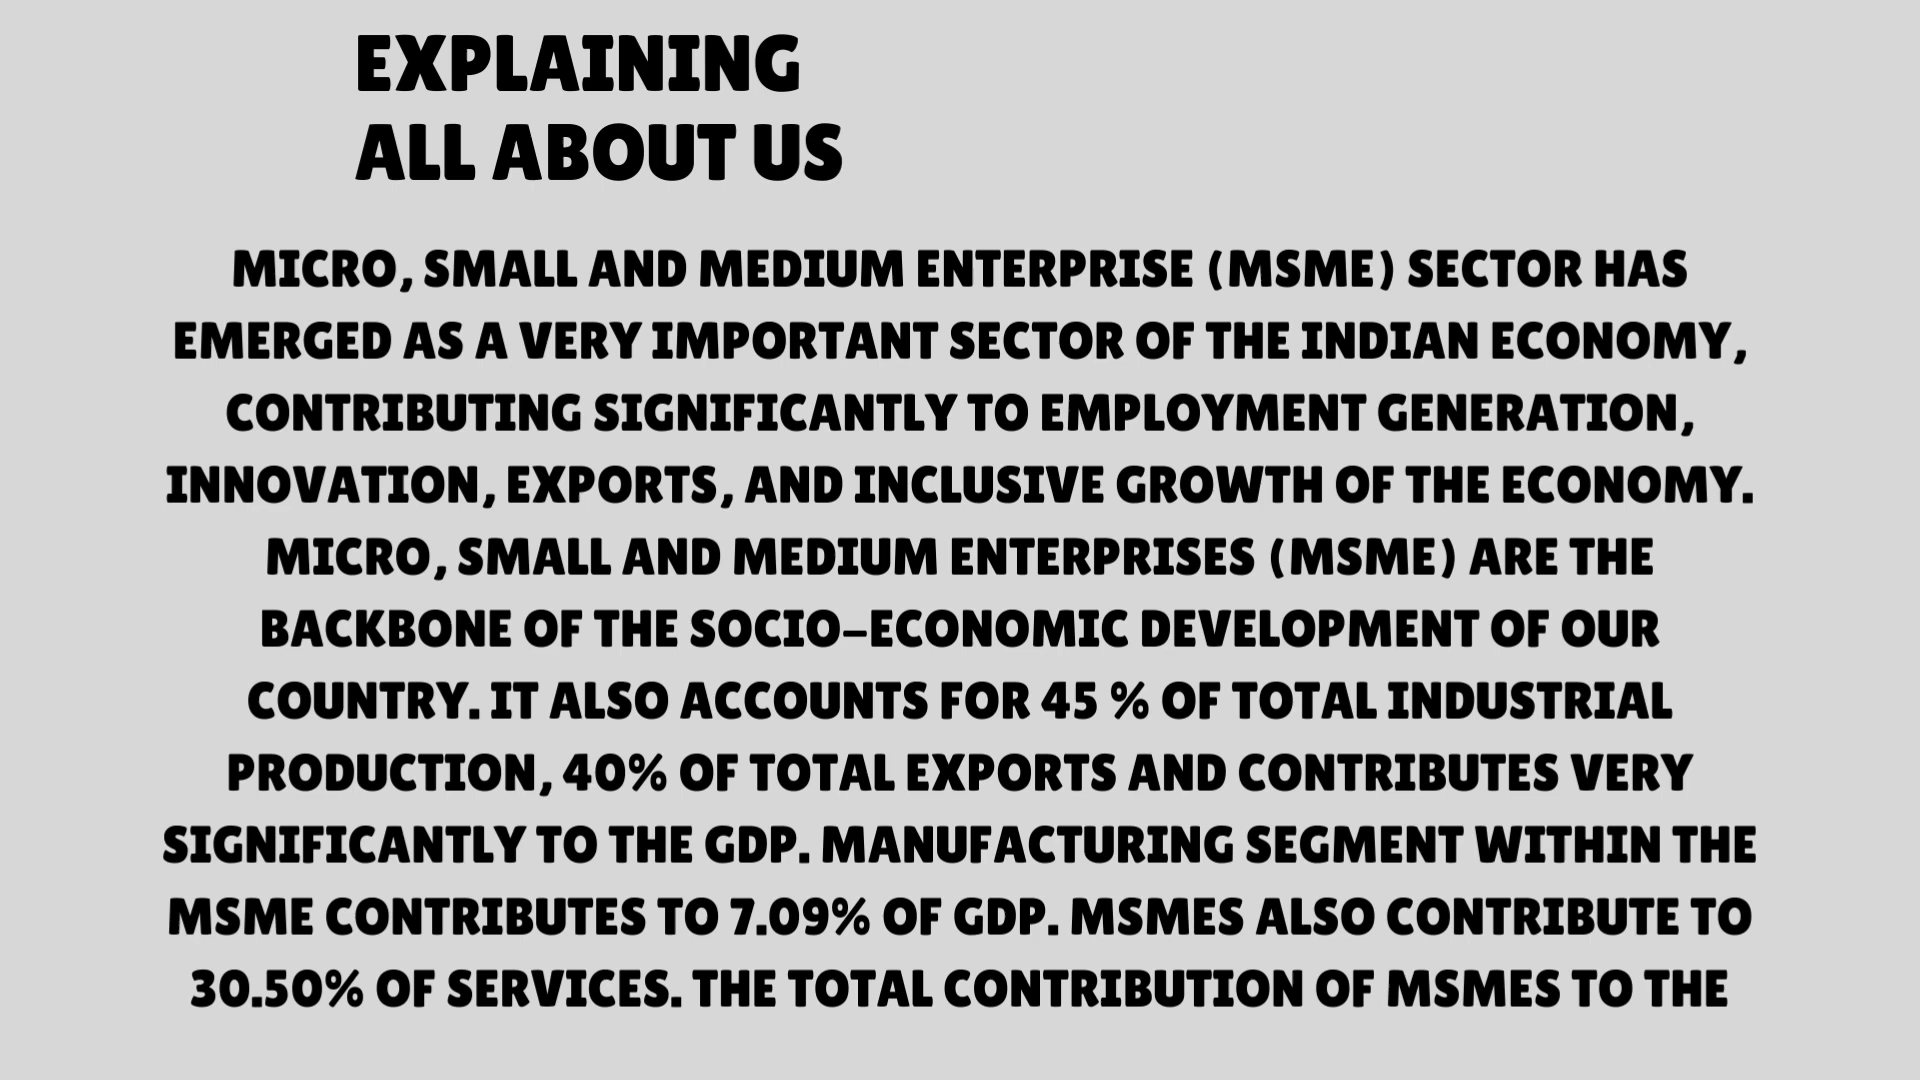 EXPLAINING
ALL ABOUT US
MICRO, SMALL AND MEDIUM ENTERPRISE (MSME) SECTOR HAS
EMERGED AS A VERY IMPORTANT SECTOR OF THE INDIAN ECONOMY,
CONTRIBUTING SIGNIFICANTLY TO EMPLOYMENT GENERATION,
INNOVATION, EXPORTS, AND INCLUSIVE GROWTH OF THE ECONOMY.
MICRO, SMALL AND MEDIUM ENTERPRISES (MSME) ARE THE
BACKBONE OF THE SOCIO-ECONOMIC DEVELOPMENT OF OUR
COUNTRY. IT ALSO ACCOUNTS FOR 45 % OF TOTAL INDUSTRIAL
PRODUCTION, 40% OF TOTAL EXPORTS AND CONTRIBUTES VERY
SIGNIFICANTLY TO THE GDP. MANUFACTURING SEGMENT WITHIN THE
MSME CONTRIBUTES TO 7.09% OF GDP. MSMES ALSO CONTRIBUTE TO
30.50% OF SERVICES. THE TOTAL CONTRIBUTION OF MSMES TO THE